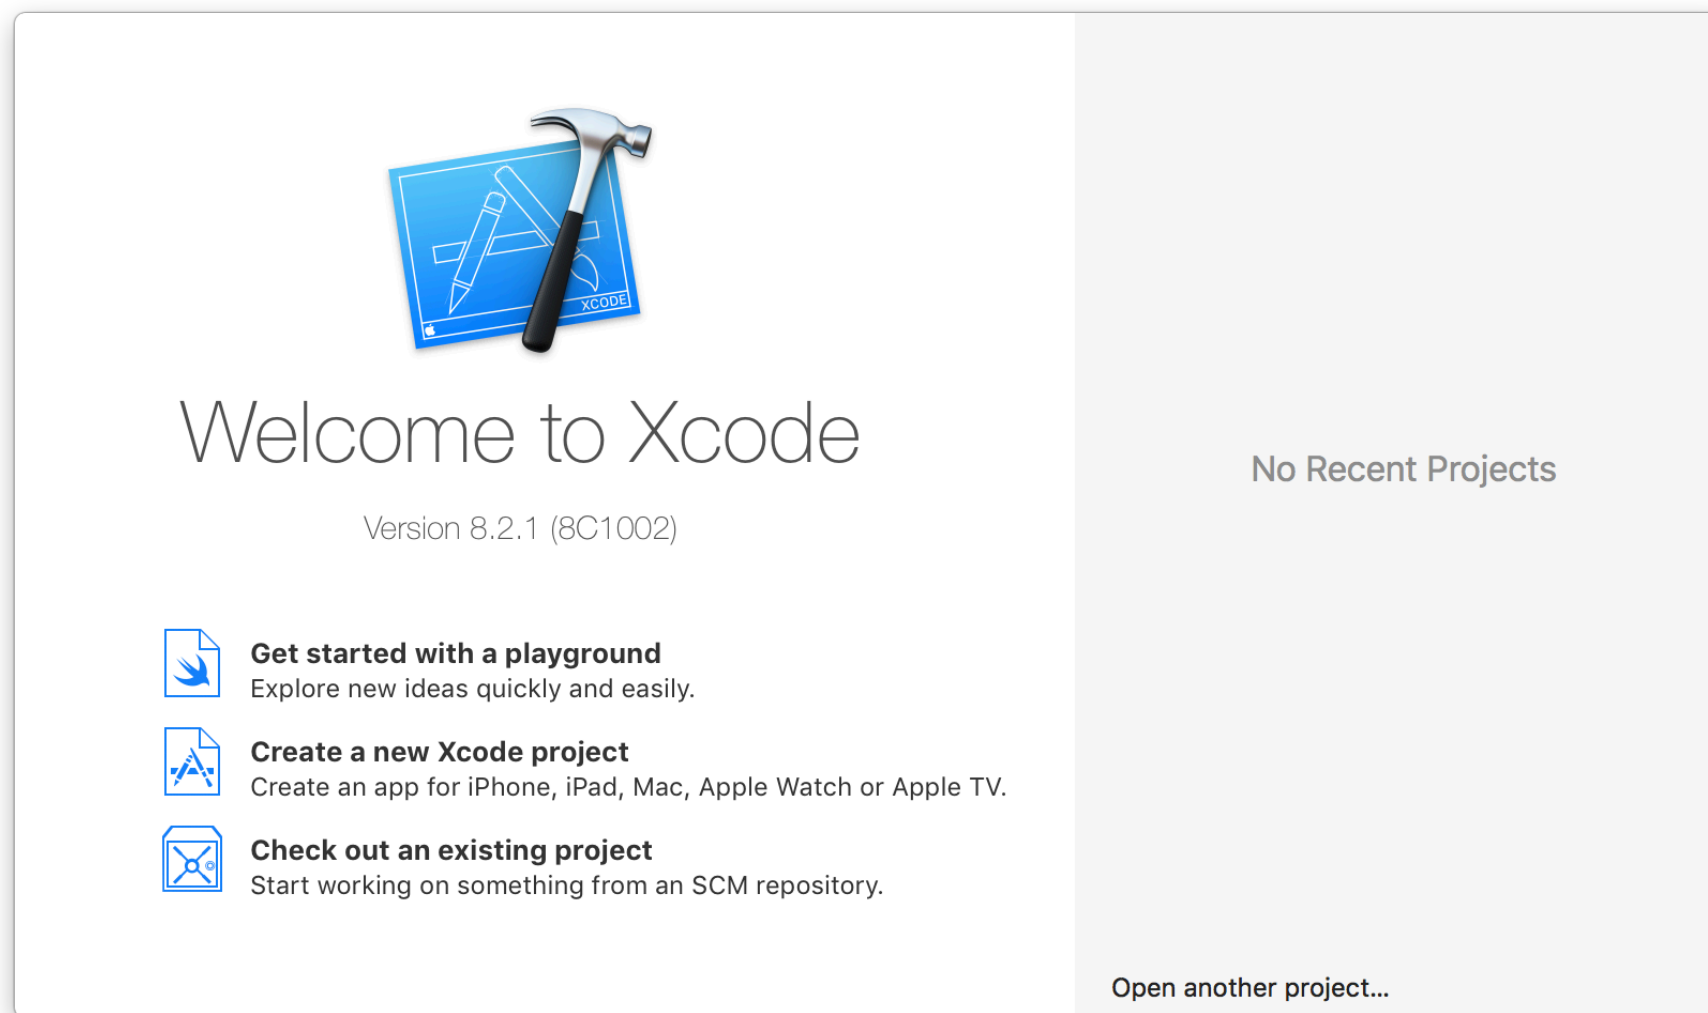 XCODE
Welcome to Xcode
Version 8.2.1 (8C1002)
Get started with a playground
Explore new ideas quickly and easily.
Create a new Xcode project
Create an app for iPhone, iPad, Mac, Apple Watch or Apple TV.
Check out an existing project
Start working on something from an SCM repository.
No Recent Projects
Open another project...